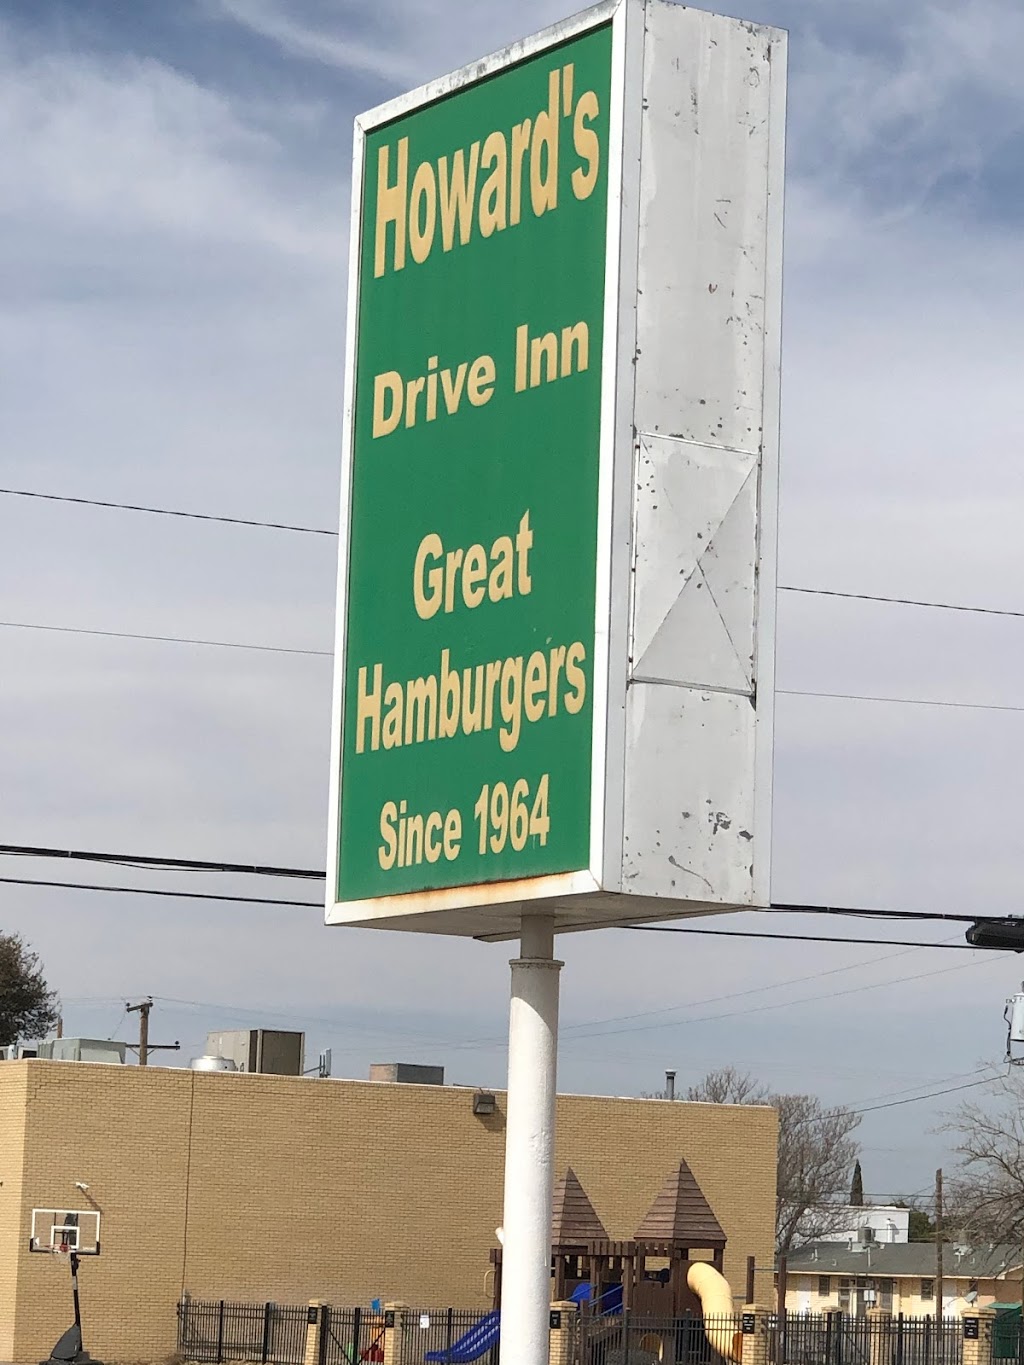 Howard's
Drive Inn
Great
Hamburgers
Since 1964